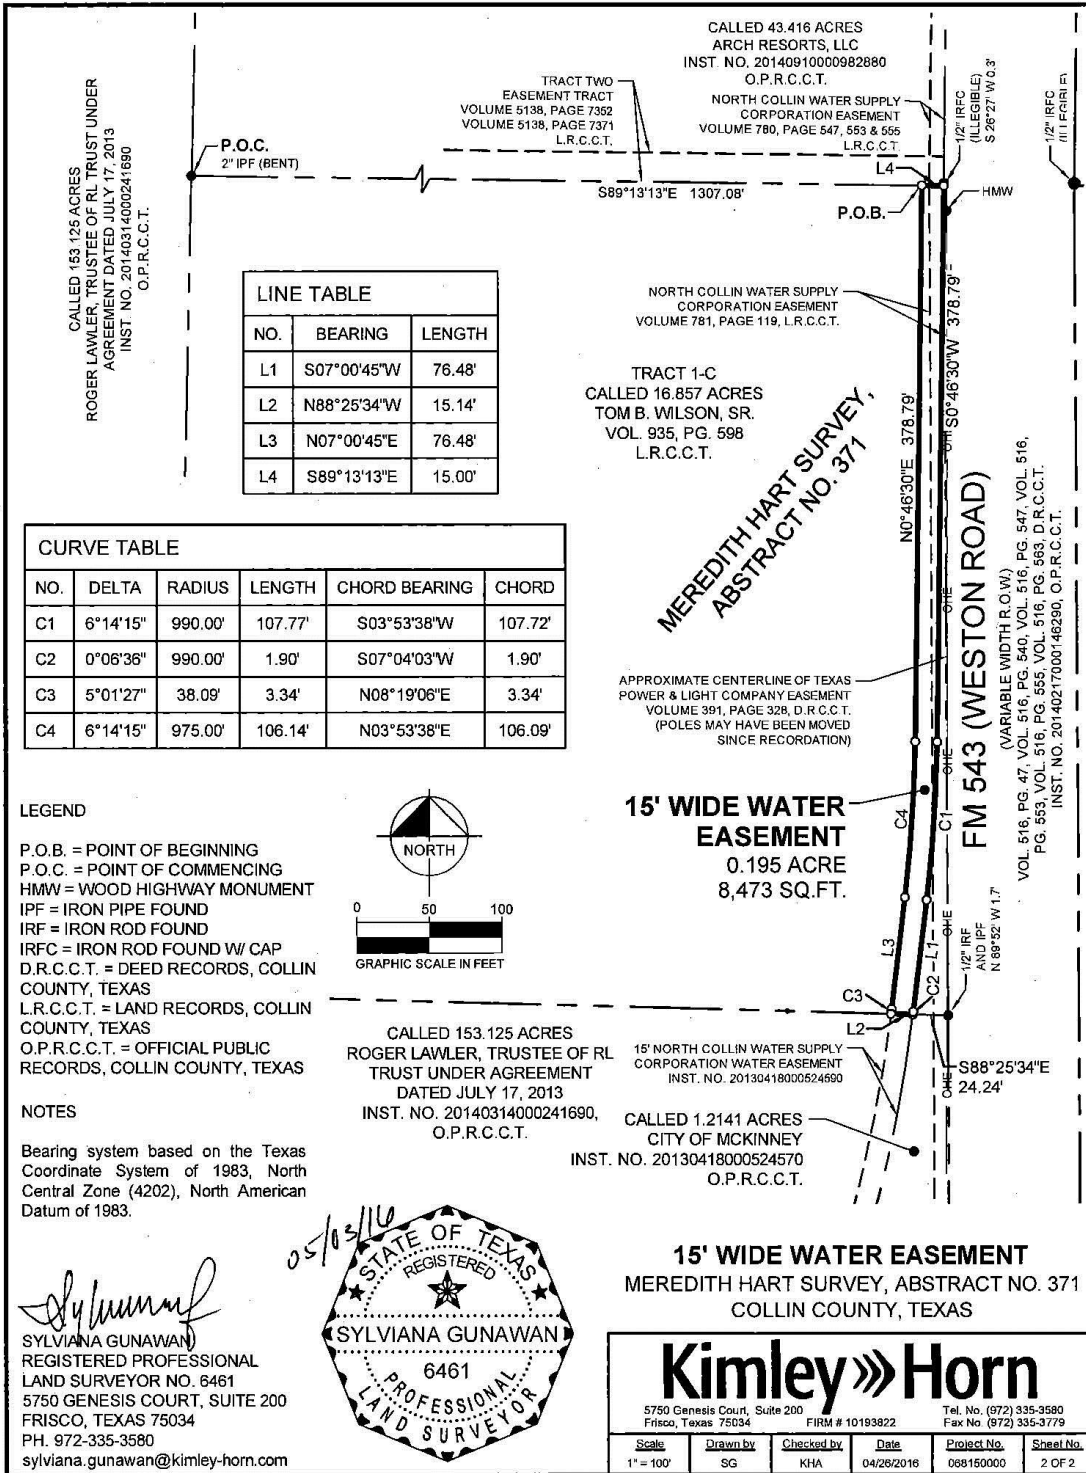 CALLED 153.125 ACRES
ROGER LAWLER, TRUSTEE OF RL TRUST UNDER
AGREEMENT DATED JULY 17, 2013
INST. NO. 20140314000241690
O.P.R.C.C.T.
P.O.C.
2" IPF (BENT)
TRACT TWO
EASEMENT TRACT
VOLUME 5138, PAGE 7352
VOLUME 5138, PAGE 7371
L.R.C.C.T.
CALLED 43.416 ACRES
ARCH RESORTS, LLC
INST. NO. 20140910000982880
O.P.R.C.C.T.
NORTH COLLIN WATER SUPPLY
CORPORATION EASEMENT
VOLUME 780, PAGE 547, 553 & 555
L.R.C.C.T.
1/2" IRFC
(ILLEGIBLE)
S 26°27' W 0.3'
1/2" IRFC
L4
S89°13'13"E 1307.08'
P.O.B.
HMW
LINE TABLE
NO. BEARING LENGTH
L1 S07°00'45"W 76.48'
L2 N88°25'34"W 15.14'
L3 N07°00'45"E 76.48'
L4 S89°13'13"E 15.00'
NORTH COLLIN WATER SUPPLY
CORPORATION EASEMENT
VOLUME 781, PAGE 119, L.R.C.C.T.
TRACT 1-C
CALLED 16.857 ACRES
TOM B. WILSON, SR.
VOL. 935, PG. 598
L.R.C.C.T.
MEREDITH HART SURVEY,
ABSTRACT NO. 371
N0°46'30"E 378.79'
S0°46'30"W 378.79'
OHE
OHE
OHE
OHE
OHE
FM 543 (WESTON ROAD)
(VARIABLE WIDTH R.O.W.)
VOL. 516, PG. 47, VOL. 516, PG. 540, VOL. 516, PG. 547, VOL. 516,
PG. 553, VOL. 516, PG. 555, VOL. 516, PG. 563, D.R.C.C.T.
INST. NO. 20140217000146290, O.P.R.C.C.T.
CURVE TABLE
NO. DELTA RADIUS LENGTH CHORD BEARING CHORD
C1 6°14'15" 990.00' 107.77' S03°53'38"W 107.72'
C2 0°06'36" 990.00' 1.90' S07°04'03"W 1.90'
C3 5°01'27" 38.09' 3.34' N08°19'06"E 3.34'
C4 6°14'15" 975.00' 106.14' N03°53'38"E 106.09'
APPROXIMATE CENTERLINE OF TEXAS
POWER & LIGHT COMPANY EASEMENT
VOLUME 391, PAGE 328, D.R.C.C.T.
(POLES MAY HAVE BEEN MOVED
SINCE RECORDATION)
15' WIDE WATER
EASEMENT
0.195 ACRE
8,473 SQ.FT.
C4
C1
L3
L1
C3
C2
L2
1/2" IRF
AND IPF
N 89°52' W 1.7'
S88°25'34"E
24.24'
LEGEND
P.O.B. = POINT OF BEGINNING
P.O.C. = POINT OF COMMENCING
HMW = WOOD HIGHWAY MONUMENT
IPF = IRON PIPE FOUND
IRF = IRON ROD FOUND
IRFC = IRON ROD FOUND W/ CAP
D.R.C.C.T. = DEED RECORDS, COLLIN
COUNTY, TEXAS
L.R.C.C.T. = LAND RECORDS, COLLIN
COUNTY, TEXAS
O.P.R.C.C.T. = OFFICIAL PUBLIC
RECORDS, COLLIN COUNTY, TEXAS
NORTH
0 50 100
GRAPHIC SCALE IN FEET
CALLED 153.125 ACRES
ROGER LAWLER, TRUSTEE OF RL
TRUST UNDER AGREEMENT
DATED JULY 17, 2013
INST. NO. 20140314000241690,
O.P.R.C.C.T.
15' NORTH COLLIN WATER SUPPLY
CORPORATION WATER EASEMENT
INST. NO. 20130418000524590
CALLED 1.2141 ACRES
CITY OF MCKINNEY
INST. NO. 20130418000524570
O.P.R.C.C.T.
NOTES
Bearing system based on the Texas
Coordinate System of 1983, North
Central Zone (4202), North American
Datum of 1983.
05/03/16
STATE OF TEXAS
REGISTERED
SYLVIANA GUNAWAN
6461
PROFESSIONAL
LAND SURVEYOR
SYLVIANA GUNAWAN
REGISTERED PROFESSIONAL
LAND SURVEYOR NO. 6461
5750 GENESIS COURT, SUITE 200
FRISCO, TEXAS 75034
PH. 972-335-3580
sylviana.gunawan@kimley-horn.com
15' WIDE WATER EASEMENT
MEREDITH HART SURVEY, ABSTRACT NO. 371
COLLIN COUNTY, TEXAS
Kimley»Horn
5750 Genesis Court, Suite 200
Frisco, Texas 75034 FIRM # 10193822
Tel. No. (972) 335-3580
Fax No. (972) 335-3779
Scale Drawn by Checked by Date Project No. Sheet No.
1" = 100' SG KHA 04/26/2016 068150000 2 OF 2